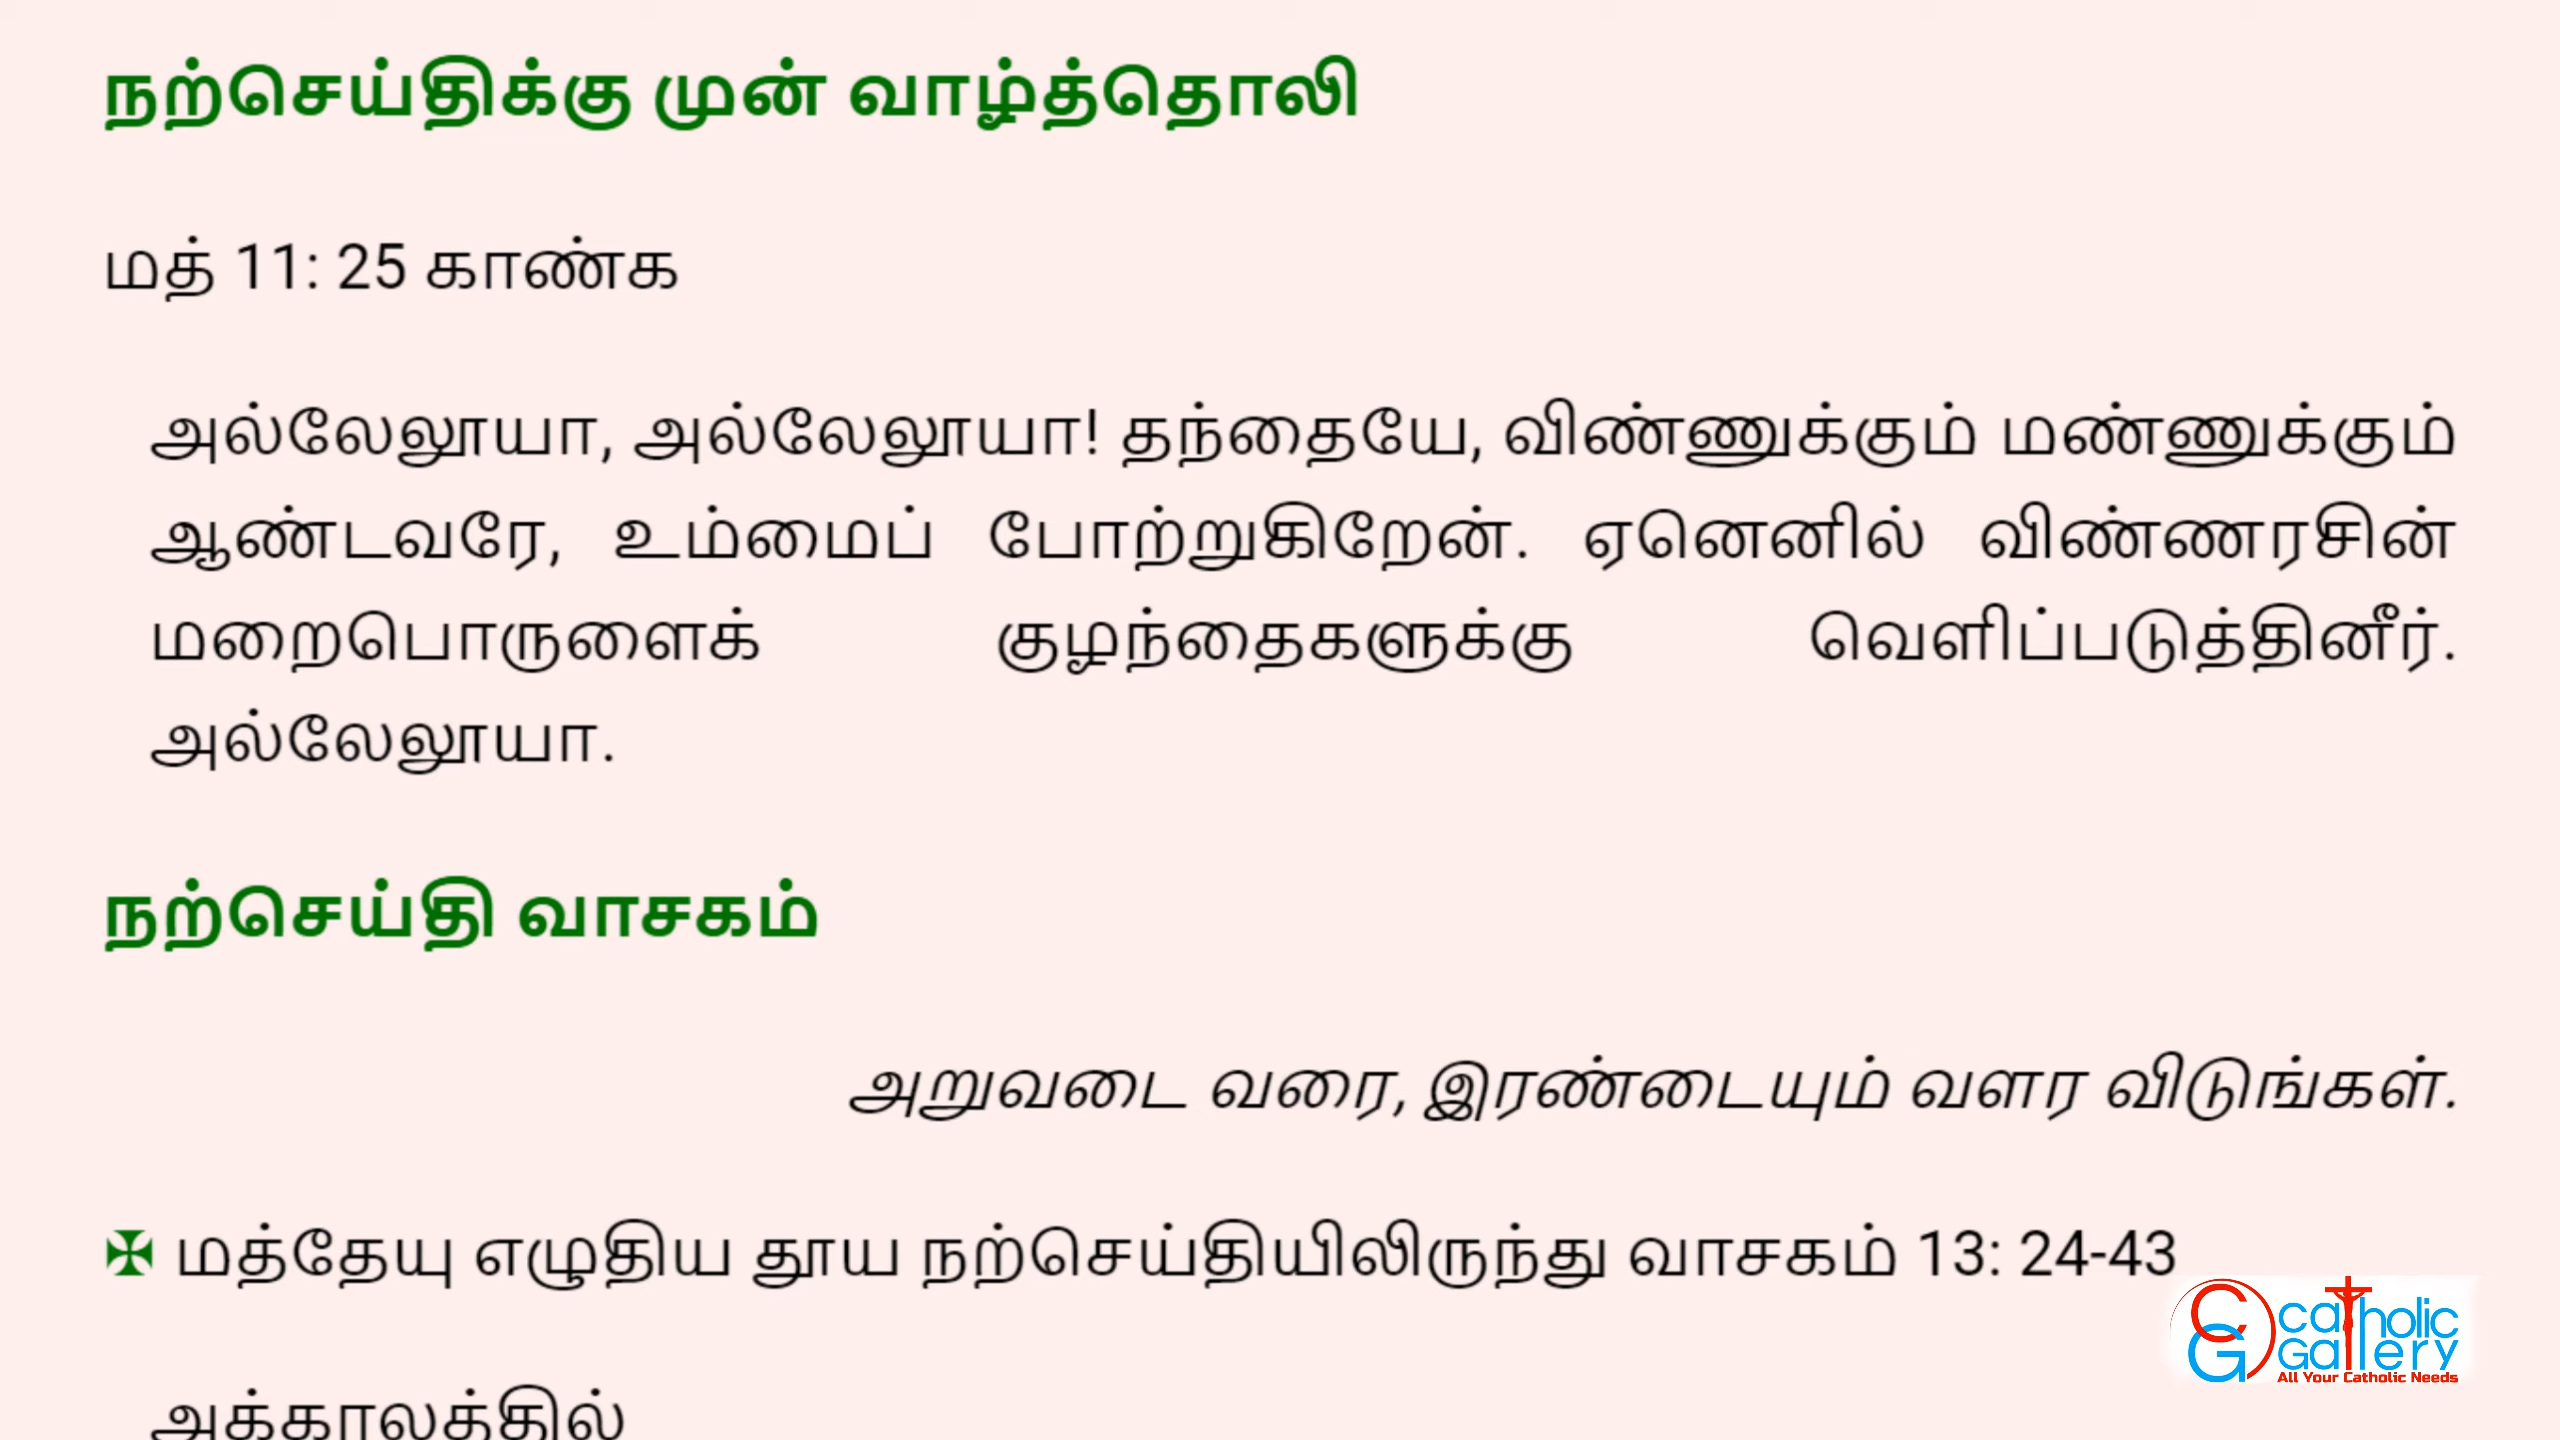 நற்செய்திக்கு முன் வாழ்த்தொலி
மத் 11: 25 காண்க
அல்லேலூயா, அல்லேலூயா! தந்தையே, விண்ணுக்கும் மண்ணுக்கும்
ஆண்டவரே, உம்மைப் போற்றுகிறேன். ஏனெனில் விண்ணரசின்
மறைபொருளைக் குழந்தைகளுக்கு வெளிப்படுத்தினீர்.
அல்லேலூயா.
நற்செய்தி வாசகம்
அறுவடை வரை, இரண்டையும் வளர விடுங்கள்.
✠ மத்தேயு எழுதிய தூய நற்செய்தியிலிருந்து வாசகம் 13: 24-43
அக்காலத்தில்
CG catholic
Gallery
All Your Catholic Needs